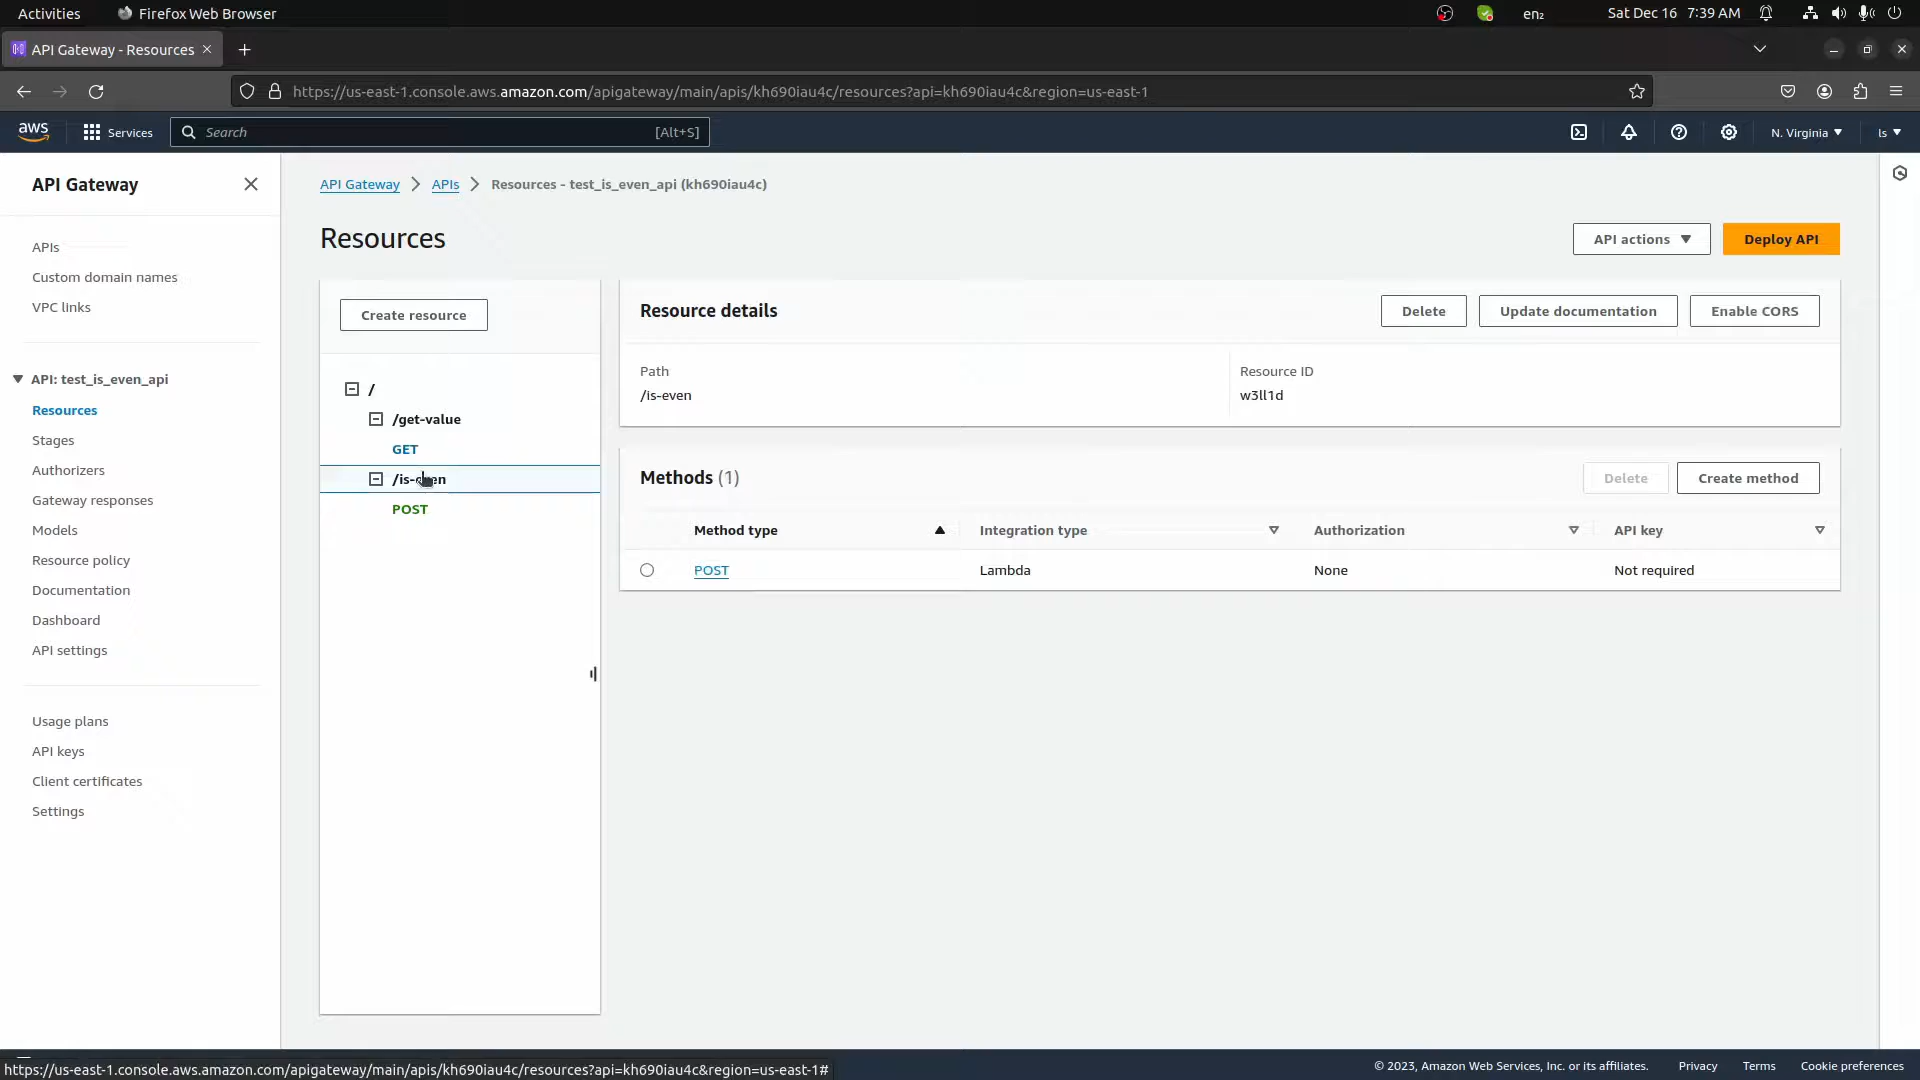 Activities
Firefox Web Browser
en₂
Sat Dec 16 7:39 AM
API Gateway - Resources
https://us-east-1.console.aws.amazon.com/apigateway/main/apis/kh690iau4c/resources?api=kh690iau4c&region=us-east-1
aws
Services
Search
[Alt+S]
N. Virginia
ls
API Gateway
APIs
Custom domain names
VPC links
API: test_is_even_api
Resources
Stages
Authorizers
Gateway responses
Models
Resource policy
Documentation
Dashboard
API settings
Usage plans
API keys
Client certificates
Settings
API Gateway
APIs
Resources - test_is_even_api (kh690iau4c)
Resources
API actions
Deploy API
Create resource
/
/get-value
GET
/is-even
POST
Resource details
Delete
Update documentation
Enable CORS
Path
/is-even
Resource ID
w3ll1d
Methods (1)
Delete
Create method
Method type
Integration type
Authorization
API key
POST
Lambda
None
Not required
https://us-east-1.console.aws.amazon.com/apigateway/main/apis/kh690iau4c/resources?api=kh690iau4c&region=us-east-1#
© 2023, Amazon Web Services, Inc. or its affiliates.
Privacy
Terms
Cookie preferences